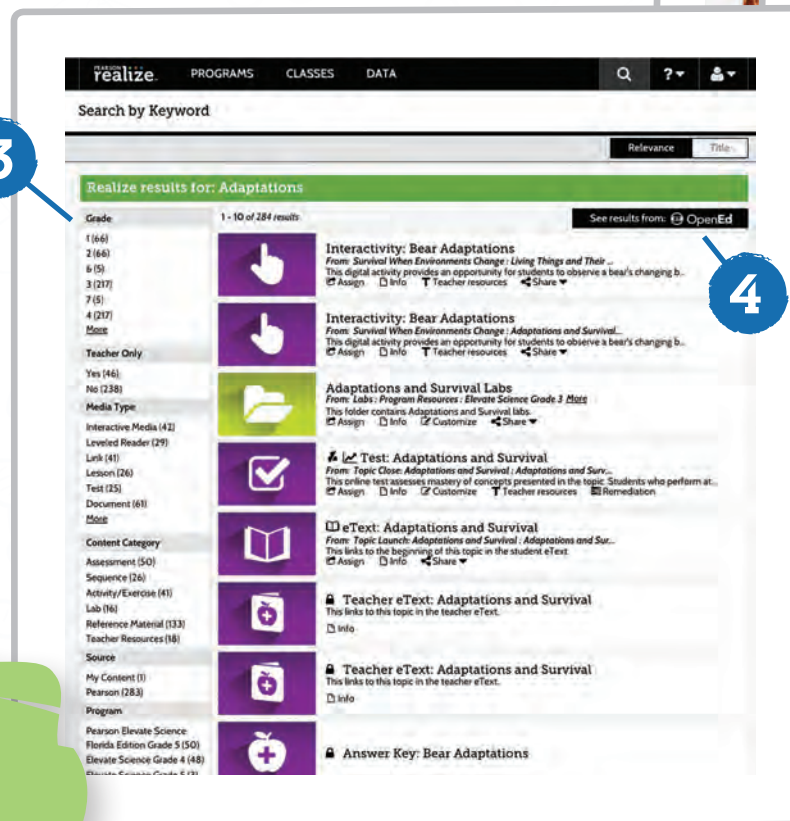 PEARSON
realize. PROGRAMS CLASSES DATA ?
Search by Keyword
Relevance Title
Realize results for: Adaptations
3
Grade
1 (66)
2 (66)
6 (5)
3 (217)
7 (5)
4 (217)
More
Teacher Only
Yes (46)
No (238)
Media Type
Interactive Media (42)
Leveled Reader (29)
Link (41)
Lesson (26)
Test (25)
Document (61)
More
Content Category
Assessment (50)
Sequence (26)
Activity/Exercise (41)
Lab (16)
Reference Material (133)
Teacher Resources (18)
Source
My Content (1)
Pearson (283)
Program
Pearson Elevate Science
Florida Edition Grade 5 (50)
Elevate Science Grade 4 (48)
1 - 10 of 284 results
See results from: OpenEd
4
Interactivity: Bear Adaptations
From: Survival When Environments Change : Living Things and Their ...
This digital activity provides an opportunity for students to observe a bear's changing b...
Assign Info Teacher resources Share
Interactivity: Bear Adaptations
From: Survival When Environments Change : Adaptations and Survival...
This digital activity provides an opportunity for students to observe a bear's changing b...
Assign Info Teacher resources Share
Adaptations and Survival Labs
From: Labs : Program Resources : Elevate Science Grade 3 More
This folder contains Adaptations and Survival labs.
Assign Info Customize Share
Test: Adaptations and Survival
From: Topic Close: Adaptations and Survival : Adaptations and Surv...
This online test assesses mastery of concepts presented in the topic. Students who perform at...
Assign Info Customize Teacher resources Remediation
eText: Adaptations and Survival
From: Topic Launch: Adaptations and Survival : Adaptations and Sur...
This links to the beginning of this topic in the student eText.
Assign Info Share
Teacher eText: Adaptations and Survival
This links to this topic in the teacher eText.
Info
Teacher eText: Adaptations and Survival
This links to this topic in the teacher eText.
Info
Answer Key: Bear Adaptations